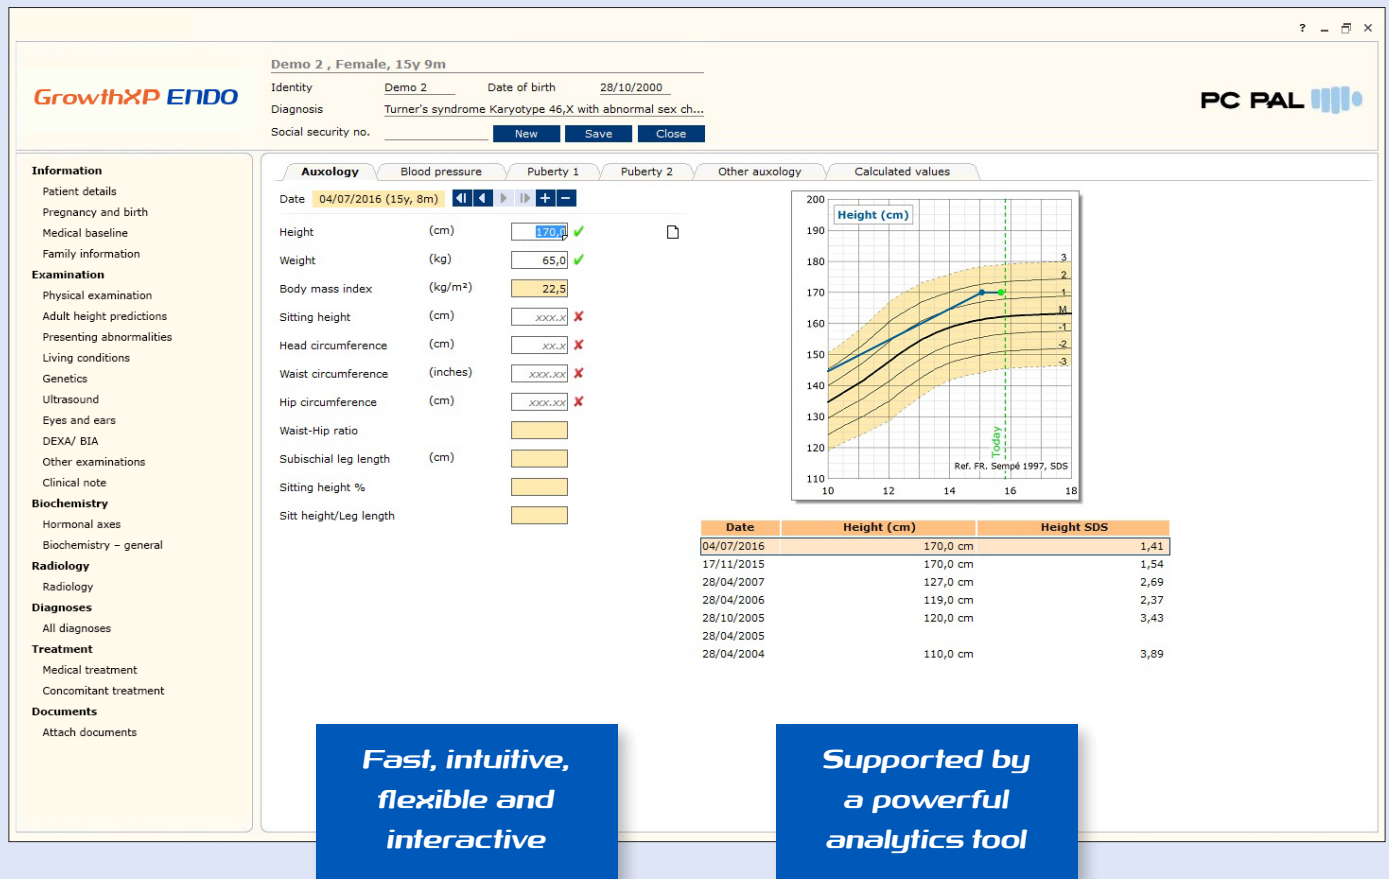 ?
GrowthXP ENDO
Demo 2 , Female, 15y 9m
Identity Demo 2 Date of birth 28/10/2000
Diagnosis Turner's syndrome Karyotype 46,X with abnormal sex ch...
Social security no. New Save Close
PC PAL
Information
Patient details
Pregnancy and birth
Medical baseline
Family information
Examination
Physical examination
Adult height predictions
Presenting abnormalities
Living conditions
Genetics
Ultrasound
Eyes and ears
DEXA/ BIA
Other examinations
Clinical note
Biochemistry
Hormonal axes
Biochemistry – general
Radiology
Radiology
Diagnoses
All diagnoses
Treatment
Medical treatment
Concomitant treatment
Documents
Attach documents
Auxology Blood pressure Puberty 1 Puberty 2 Other auxology Calculated values
Date 04/07/2016 (15y, 8m)
Height (cm) 170,0
Weight (kg) 65,0
Body mass index (kg/m²) 22,5
Sitting height (cm) xxx.x
Head circumference (cm) xx.x
Waist circumference (inches) xxx.xx
Hip circumference (cm) xxx.xx
Waist-Hip ratio
Subischial leg length (cm)
Sitting height %
Sitt height/Leg length
Height (cm)
200
190
180
170
160
150
140
130
120
110
3
2
1
M
-1
-2
-3
Today
Ref. FR. Sempé 1997, SDS
10 12 14 16 18
Date Height (cm) Height SDS
04/07/2016 170,0 cm 1,41
17/11/2015 170,0 cm 1,54
28/04/2007 127,0 cm 2,69
28/04/2006 119,0 cm 2,37
28/10/2005 120,0 cm 3,43
28/04/2005
28/04/2004 110,0 cm 3,89
Fast, intuitive,
flexible and
interactive
Supported by
a powerful
analytics tool